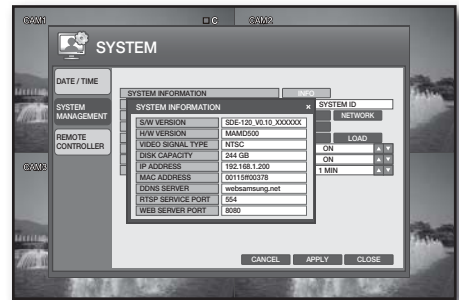 CAM1
C
CAM2
SYSTEM
DATE / TIME
SYSTEM INFORMATION
INFO
SYSTEM MANAGEMENT
SYSTEM INFORMATION
×
SYSTEM ID
NETWORK
S/W VERSION SDE-120_V0.10_XXXXXX
H/W VERSION MAMD500
VIDEO SIGNAL TYPE NTSC
DISK CAPACITY 244 GB
IP ADDRESS 192.168.1.200
MAC ADDRESS 00115ff00378
DDNS SERVER websamsung.net
RTSP SERVICE PORT 554
WEB SERVER PORT 8080
REMOTE CONTROLLER
LOAD
ON
ON
1 MIN
CAM3
CANCEL APPLY CLOSE